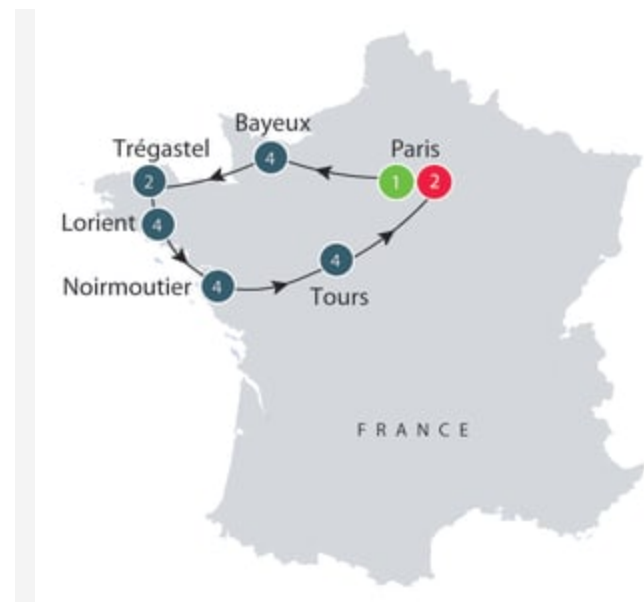 Bayeux
4
Trégastel
2
Paris
1
2
Lorient
4
Noirmoutier
4
4
Tours
FRANCE